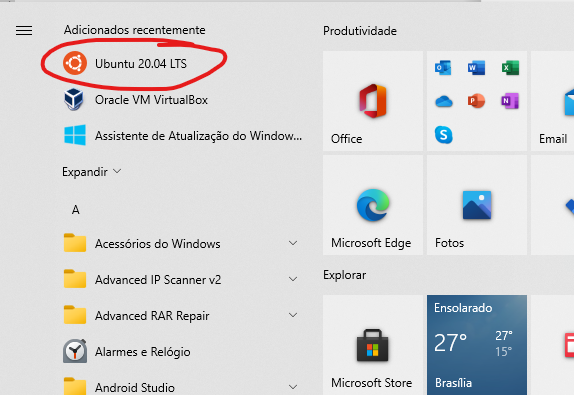 Adicionados recentemente
Ubuntu 20.04 LTS
Oracle VM VirtualBox
Assistente de Atualização do Window...
Expandir
A
Acessórios do Windows
Advanced IP Scanner v2
Advanced RAR Repair
Alarmes e Relógio
Android Studio
Produtividade
Office
Email
Microsoft Edge
Fotos
Explorar
Microsoft Store
Ensolarado
27°
27°
15°
Brasília